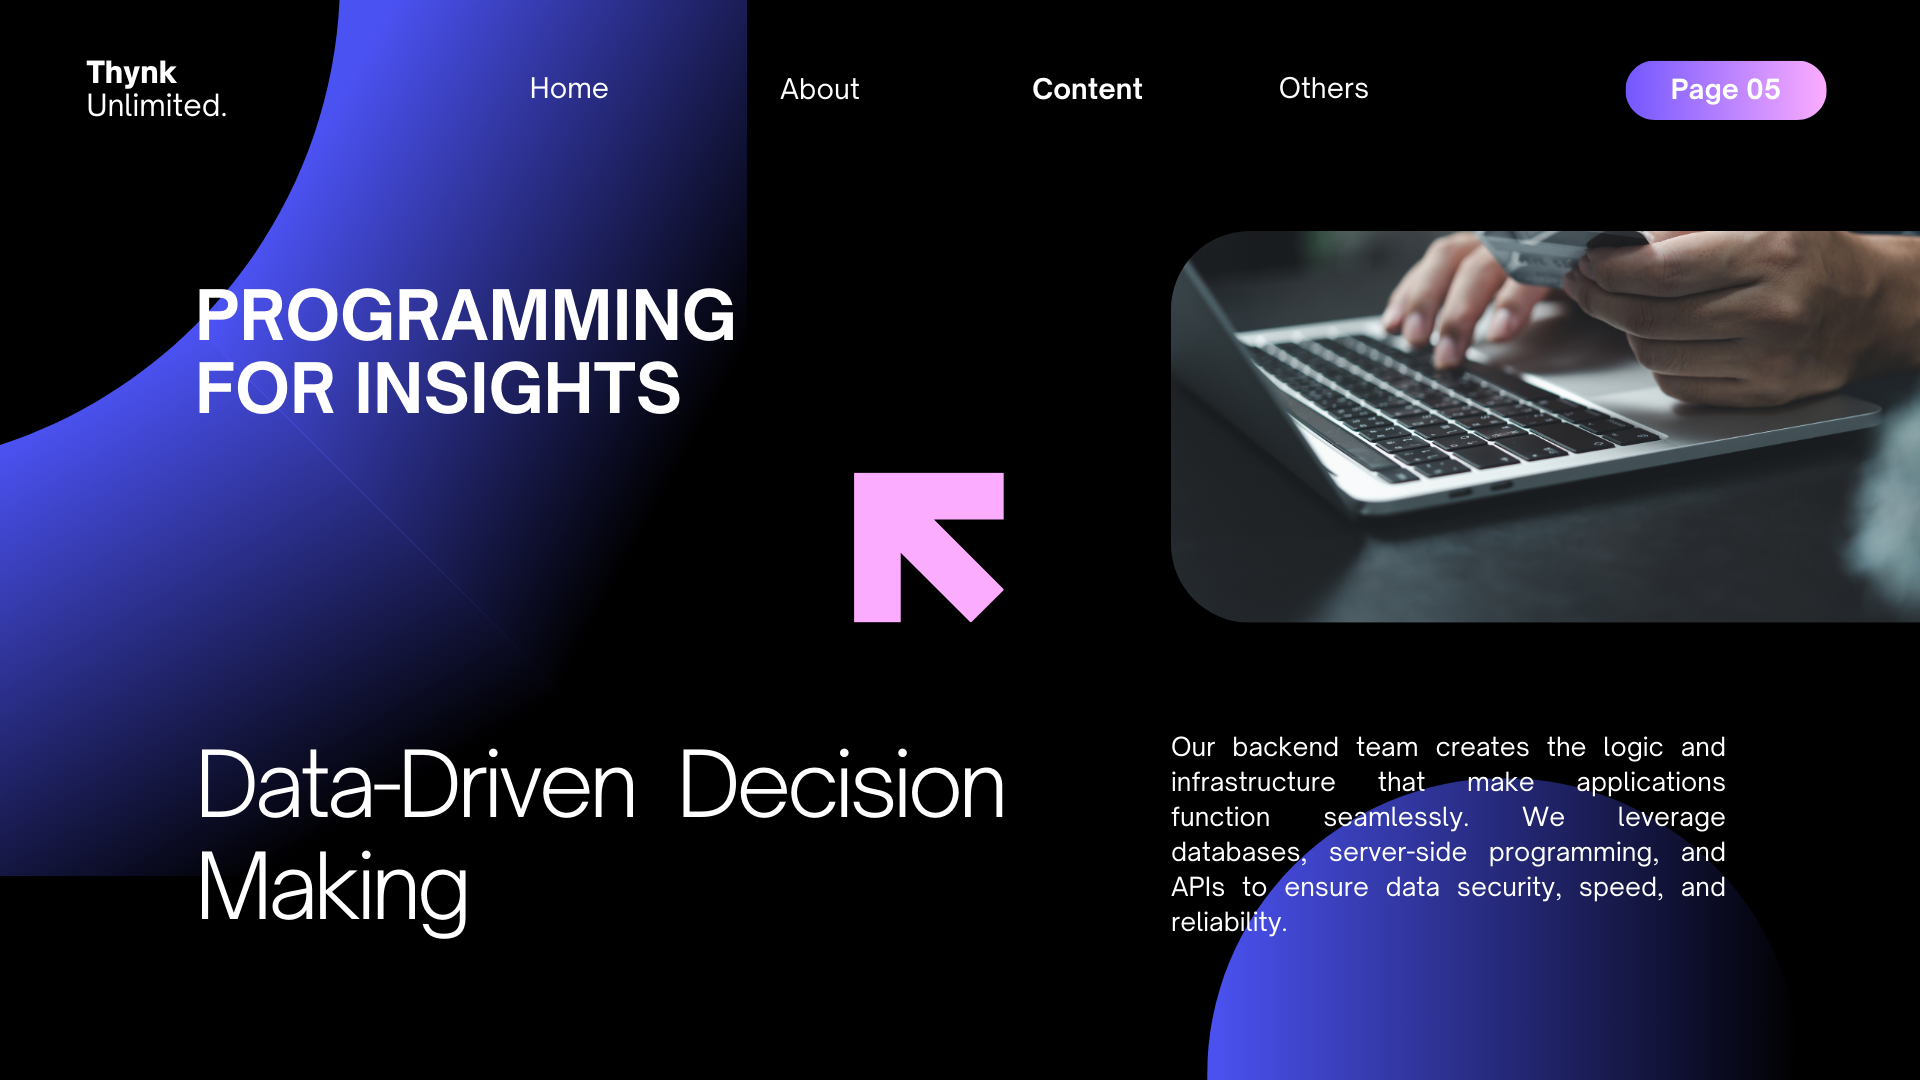 Thynk
Unlimited.
Home
About
Content
Others
Page 05
PROGRAMMING
FOR INSIGHTS
Data-Driven Decision
Making
Our backend team creates the logic and
infrastructure that make applications
function seamlessly. We leverage
databases, server-side programming, and
APIs to ensure data security, speed, and
reliability.